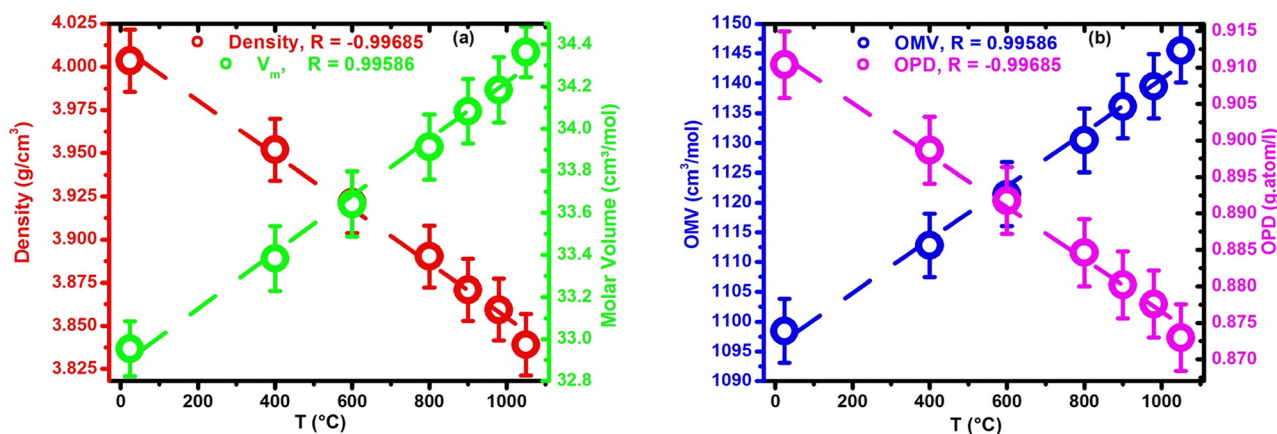 4.025
4.000
3.975
3.950
3.925
3.900
3.875
3.850
3.825
Density (g/cm³)
Density, R = -0.99685
Vₘ, R = 0.99586
(a)
34.4
34.2
34.0
33.8
33.6
33.4
33.2
33.0
32.8
Molar Volume (cm³/mol)
0 200 400 600 800 1000
T (°C)
1150
1145
1140
1135
1130
1125
1120
1115
1110
1105
1100
1095
1090
OMV (cm³/mol)
OMV, R = 0.99586
OPD, R = -0.99685
(b)
0.915
0.910
0.905
0.900
0.895
0.890
0.885
0.880
0.875
0.870
OPD (g.atom/l)
0 200 400 600 800 1000
T (°C)